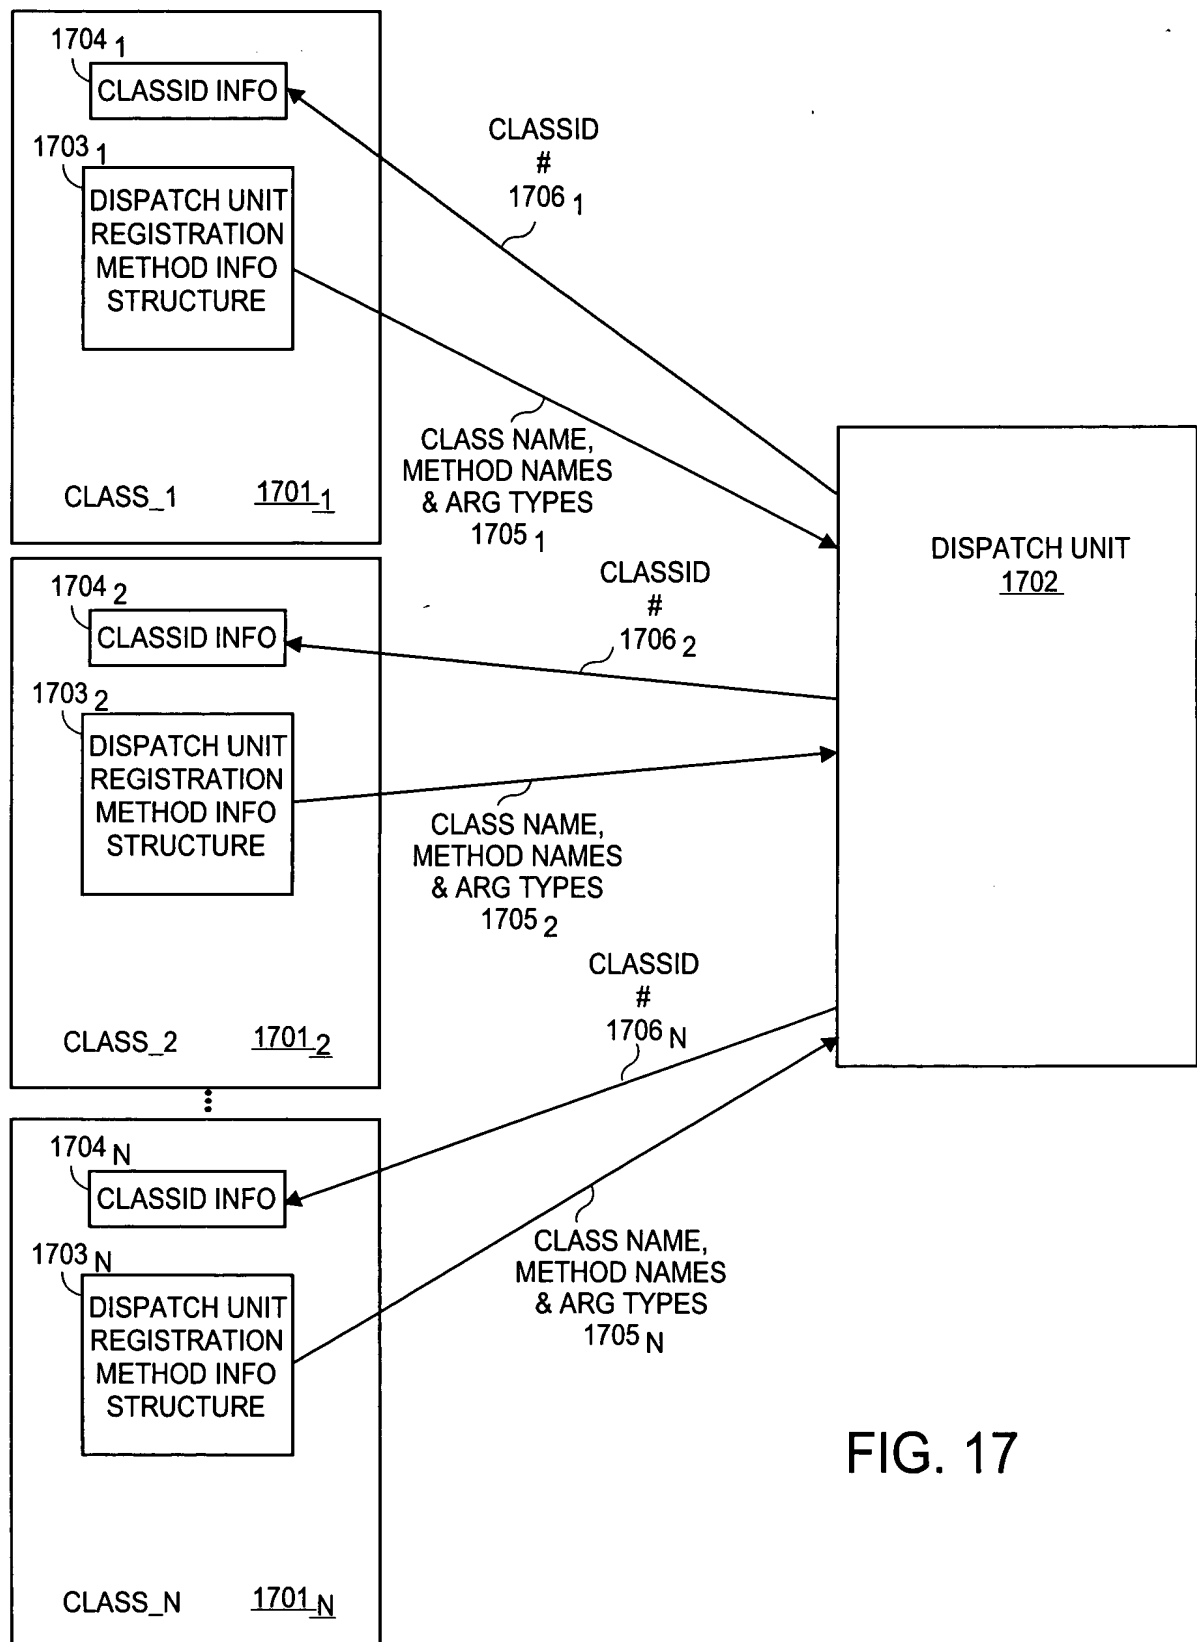 1704 1
CLASSID INFO
1703 1
DISPATCH UNIT
REGISTRATION
METHOD INFO
STRUCTURE
CLASS_1 1701 1
CLASSID
#
1706 1
CLASS NAME,
METHOD NAMES
& ARG TYPES
1705 1
DISPATCH UNIT
1702
1704 2
CLASSID INFO
1703 2
DISPATCH UNIT
REGISTRATION
METHOD INFO
STRUCTURE
CLASS_2 1701 2
CLASSID
#
1706 2
CLASS NAME,
METHOD NAMES
& ARG TYPES
1705 2
1704 N
CLASSID INFO
1703 N
DISPATCH UNIT
REGISTRATION
METHOD INFO
STRUCTURE
CLASS_N 1701 N
CLASSID
#
1706 N
CLASS NAME,
METHOD NAMES
& ARG TYPES
1705 N
FIG. 17